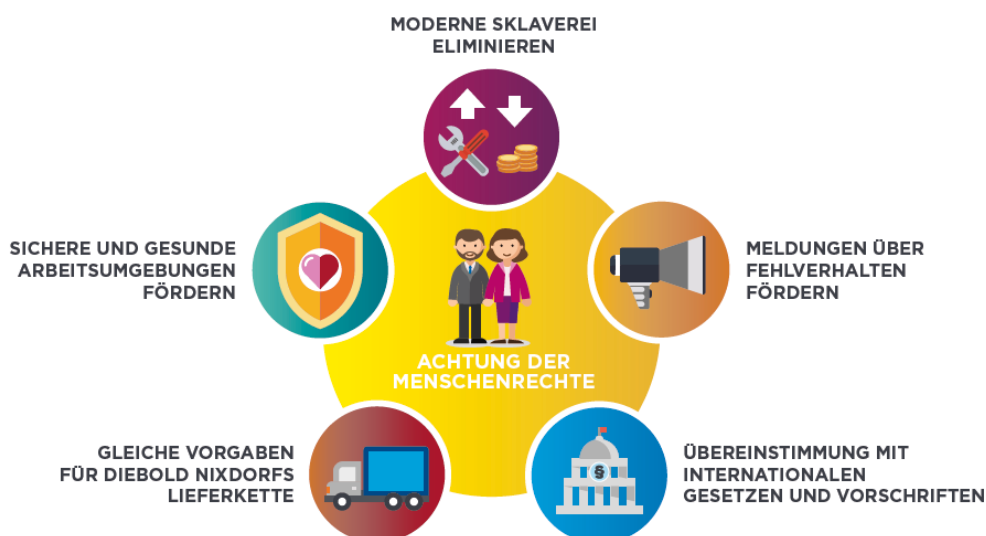 MODERNE SKLAVEREI
ELIMINIEREN
SICHERE UND GESUNDE
ARBEITSUMGEBUNGEN
FÖRDERN
MELDUNGEN ÜBER
FEHLVERHALTEN
FÖRDERN
ACHTUNG DER
MENSCHENRECHTE
GLEICHE VORGABEN
FÜR DIEBOLD NIXDORFS
LIEFERKETTE
§
ÜBEREINSTIMMUNG MIT
INTERNATIONALEN
GESETZEN UND VORSCHRIFTEN